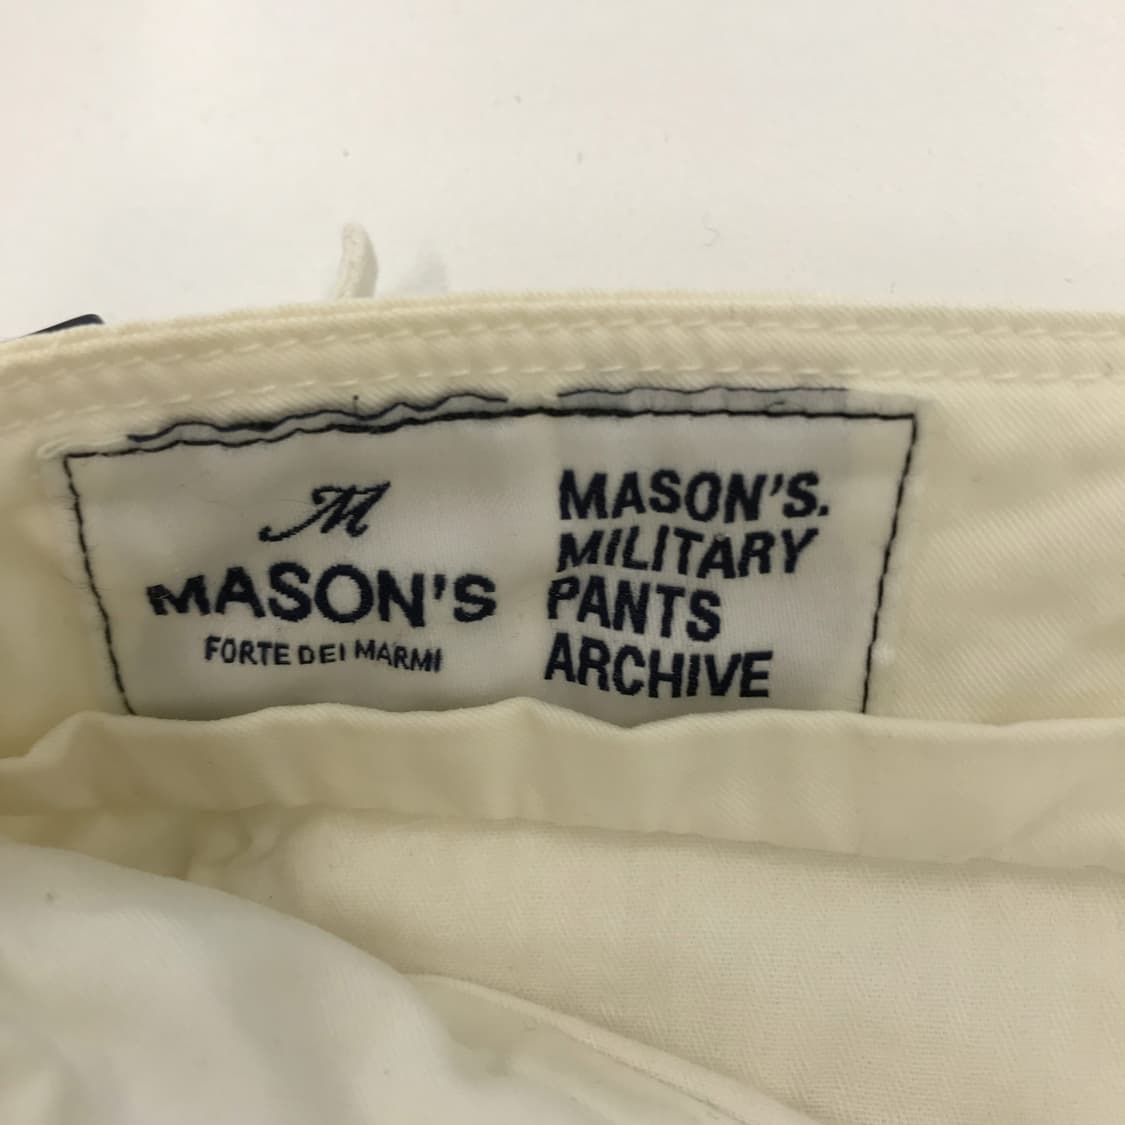 M
MASON'S
FORTE DEI MARMI
MASON'S.
MILITARY
PANTS
ARCHIVE